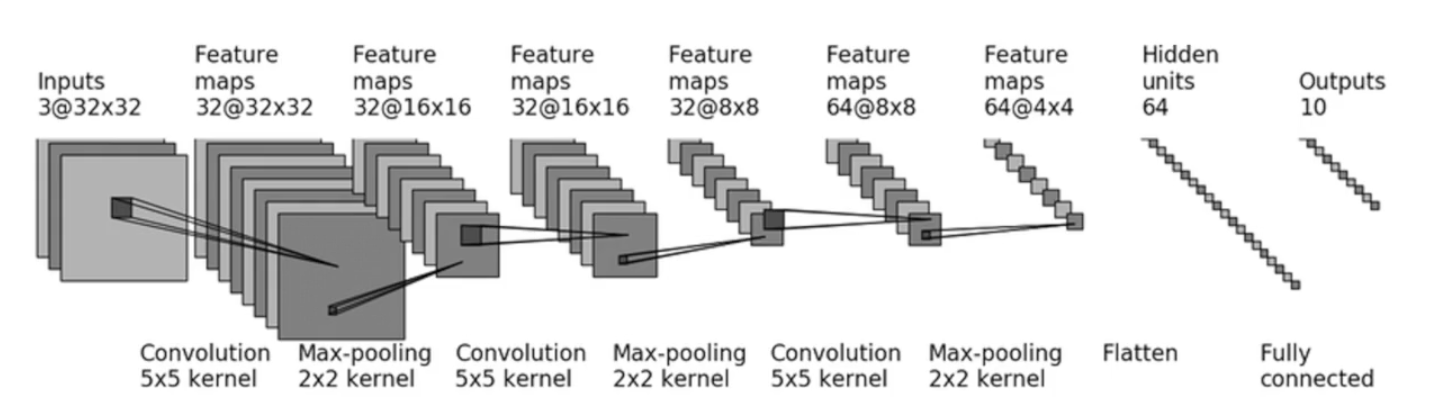 Inputs
3@32x32
Feature
maps
32@32x32
Feature
maps
32@16x16
Feature
maps
32@16x16
Feature
maps
32@8x8
Feature
maps
64@8x8
Feature
maps
64@4x4
Hidden
units
64
Outputs
10
Convolution
5x5 kernel
Max-pooling
2x2 kernel
Convolution
5x5 kernel
Max-pooling
2x2 kernel
Convolution
5x5 kernel
Max-pooling
2x2 kernel
Flatten
Fully
connected